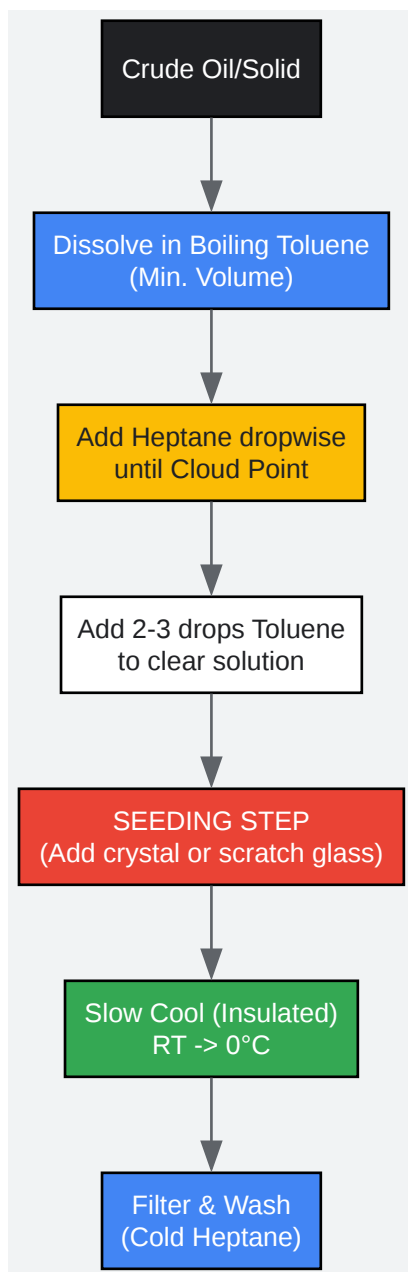 Crude Oil/Solid
Dissolve in Boiling Toluene
(Min. Volume)
Add Heptane dropwise
until Cloud Point
Add 2-3 drops Toluene
to clear solution
SEEDING STEP
(Add crystal or scratch glass)
Slow Cool (Insulated)
RT -> 0°C
Filter & Wash
(Cold Heptane)